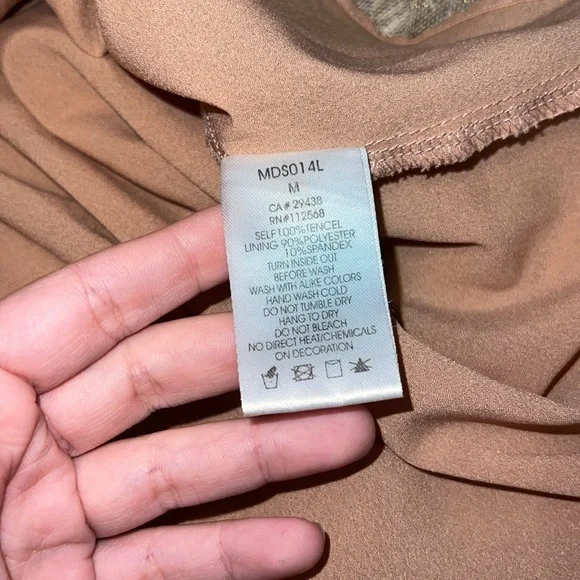 MDS014L
M
CA# 29438
RN#112568
SELF 100%TENCEL
LINING 90%POLYESTER
10%SPANDEX
TURN INSIDE OUT
BEFORE WASH
WASH WITH ALIKE COLORS
HAND WASH COLD
DO NOT TUMBLE DRY
HANG TO DRY
DO NOT BLEACH
NO DIRECT HEAT/CHEMICALS
ON DECORATION